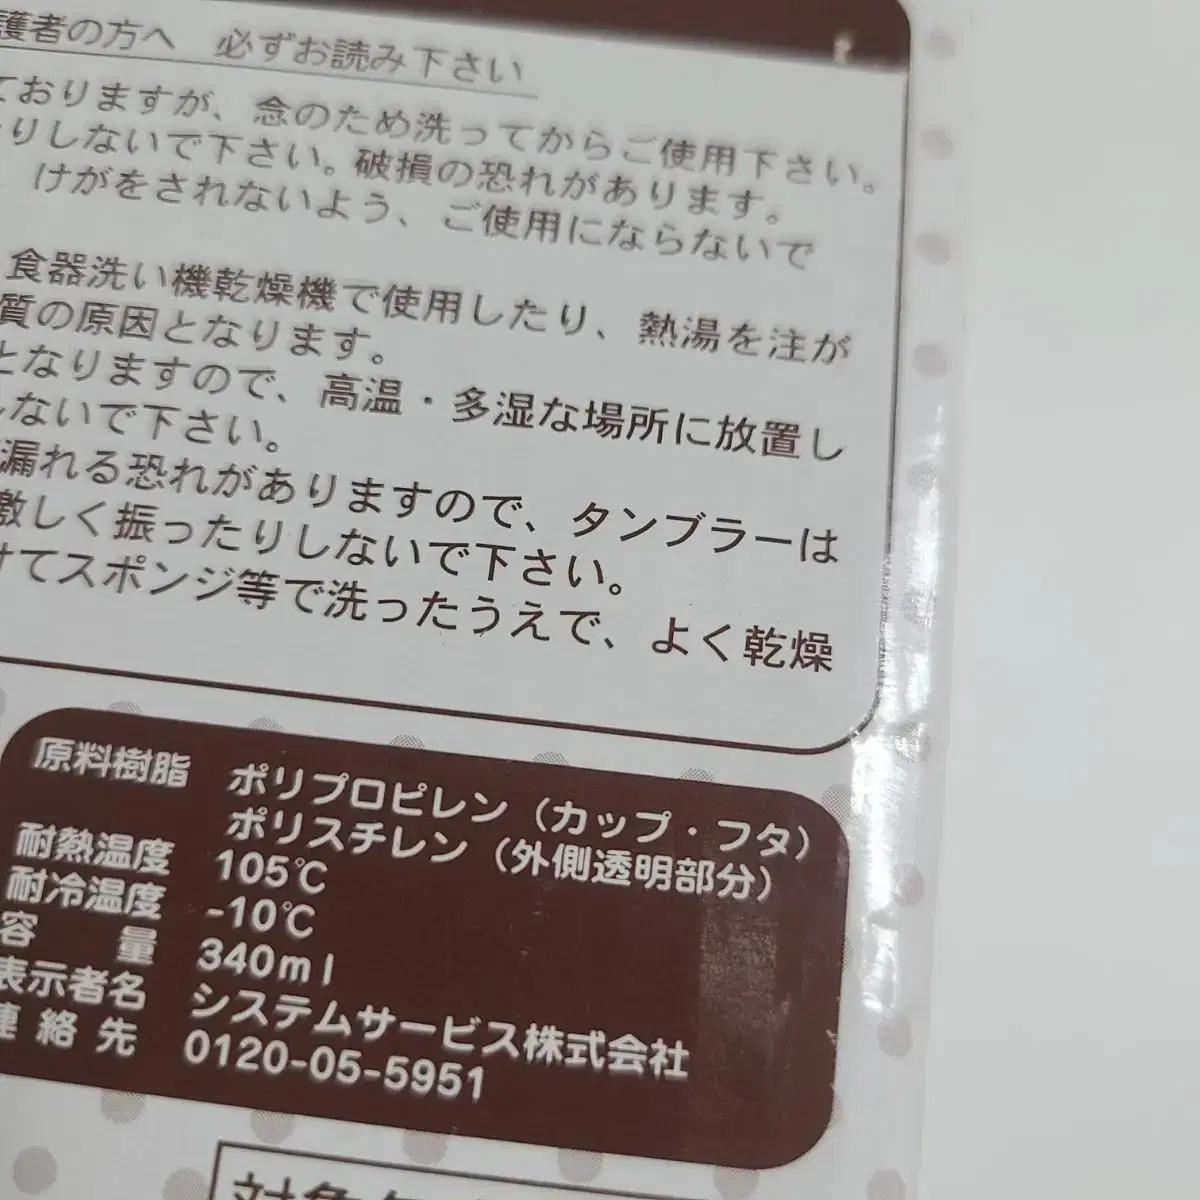 護者の方へ 必ずお読み下さい
ておりますが、念のため洗ってからご使用下さい。
たりしないで下さい。破損の恐れがあります。
、けがをされないよう、ご使用にならないで
食器洗い機乾燥機で使用したり、熱湯を注が
質の原因となります。
となりますので、高温・多湿な場所に放置し
しないで下さい。
漏れる恐れがありますので、タンブラーは
激しく振ったりしないで下さい。
けてスポンジ等で洗ったうえで、よく乾燥
原料樹脂 ポリプロピレン（カップ・フタ）
ポリスチレン（外側透明部分）
耐熱温度 105℃
耐冷温度 -10℃
容量 340ml
表示者名 システムサービス株式会社
連絡先 0120-05-5951
対象年